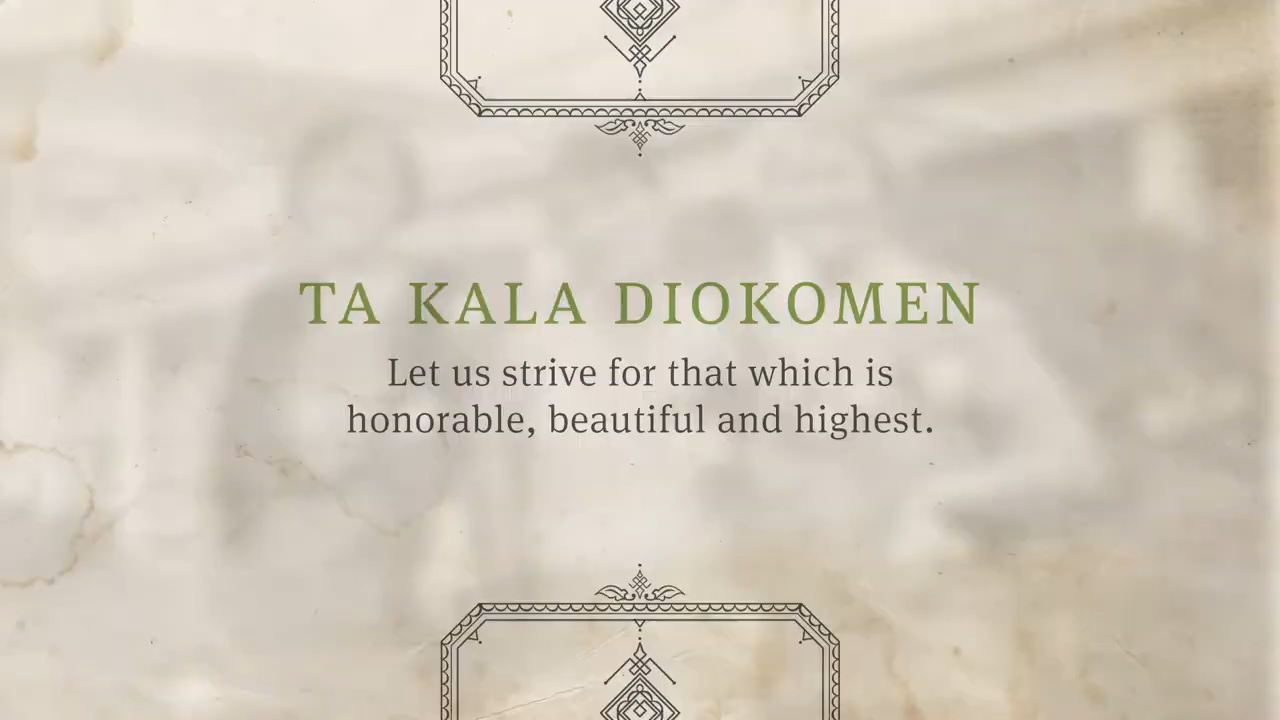 TA KALA DIOKOMEN
Let us strive for that which is
honorable, beautiful and highest.